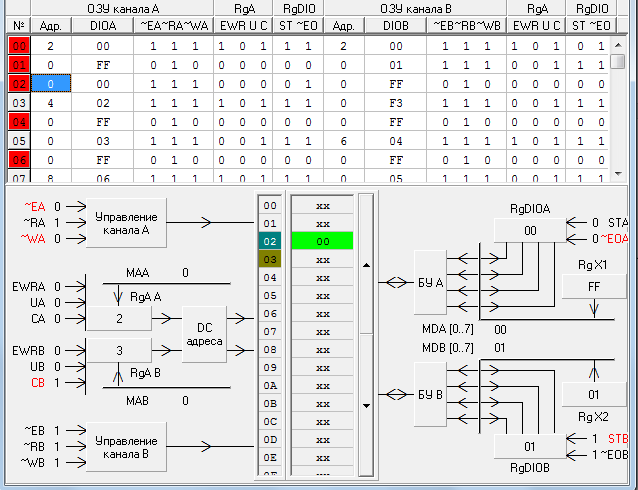 ОЗУ канала A RgA RgDIO ОЗУ канала B RgA RgDIO
№ Адр. DIOA ~EA~RA~WA EWR U C ST ~EO Адр. DIOB ~EB~RB~WB EWR U C ST ~EO
00 2 00 1 1 1 1 0 1 1 1 2 00 1 1 1 1 0 1 0 1
01 0 FF 0 1 0 0 0 0 0 1 0 01 1 1 1 0 0 1 1 1
02 0 00 1 1 1 0 0 1 1 1 0 FF 0 1 0 0 0 0 0 1
03 4 02 1 1 1 1 0 1 1 1 0 F3 1 1 1 0 0 1 0 1
04 0 FF 0 1 0 0 0 0 0 1 0 FF 0 1 0 0 0 0 0 1
05 0 03 1 1 1 0 0 1 1 1 6 04 1 1 1 1 0 1 1 1
06 0 FF 0 1 0 0 0 0 0 1 0 FF 0 1 0 0 0 0 0 1
07 8 06 1 1 1 1 0 1 1 1 0 05 1 1 1 0 0 1 1 1
~EA 0
~RA 1
~WA 0
Управление
канала A
MAA 0
EWRA 0
UA 0
CA 0
RgA A
2
DC
адреса
EWRB 0
UB 0
CB 1
3
RgA B
MAB 0
~EB 1
~RB 1
~WB 1
Управление
канала B
00 xx
01 xx
02 00
03 xx
04 xx
05 xx
06 xx
07 xx
08 xx
09 xx
0A xx
0B xx
0C xx
0D xx
0E xx
RgDIOA
00
0 STA
0 ~EOA
БУ A
Rg X1
FF
MDA [0..7] 00
MDB [0..7] 01
БУ B
01
Rg X2
01
1 STB
1 ~EOB
RgDIOB